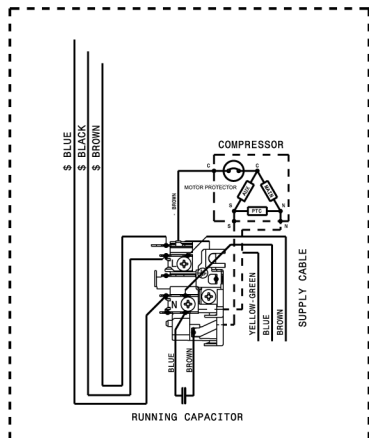 COMPRESSOR
C
C
MOTOR PROTECTOR
AUX
MAIN
S
PTC
N
S
N
$ BLUE
$ BLACK
$ BROWN
- BROWN
N
YELLOW-GREEN
BLUE
BROWN
SUPPLY CABLE
BLUE
BROWN
RUNNING CAPACITOR